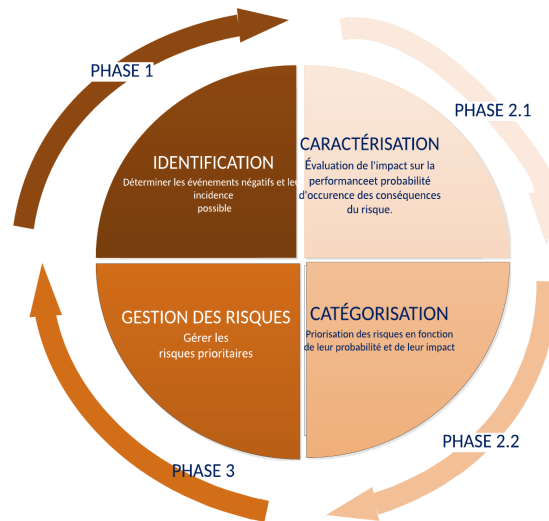 PHASE 1
PHASE 2.1
IDENTIFICATION
Déterminer les événements négatifs et leu
incidence
possible
CARACTÉRISATION
Évaluation de l'impact sur la
performanceet probabilité
d'occurence des conséquences
du risque.
GESTION DES RISQUES
Gérer les
risques prioritaires
CATÉGORISATION
Priorisation des risques en fonction
de leur probabilité et de leur impact
PHASE 2.2
PHASE 3